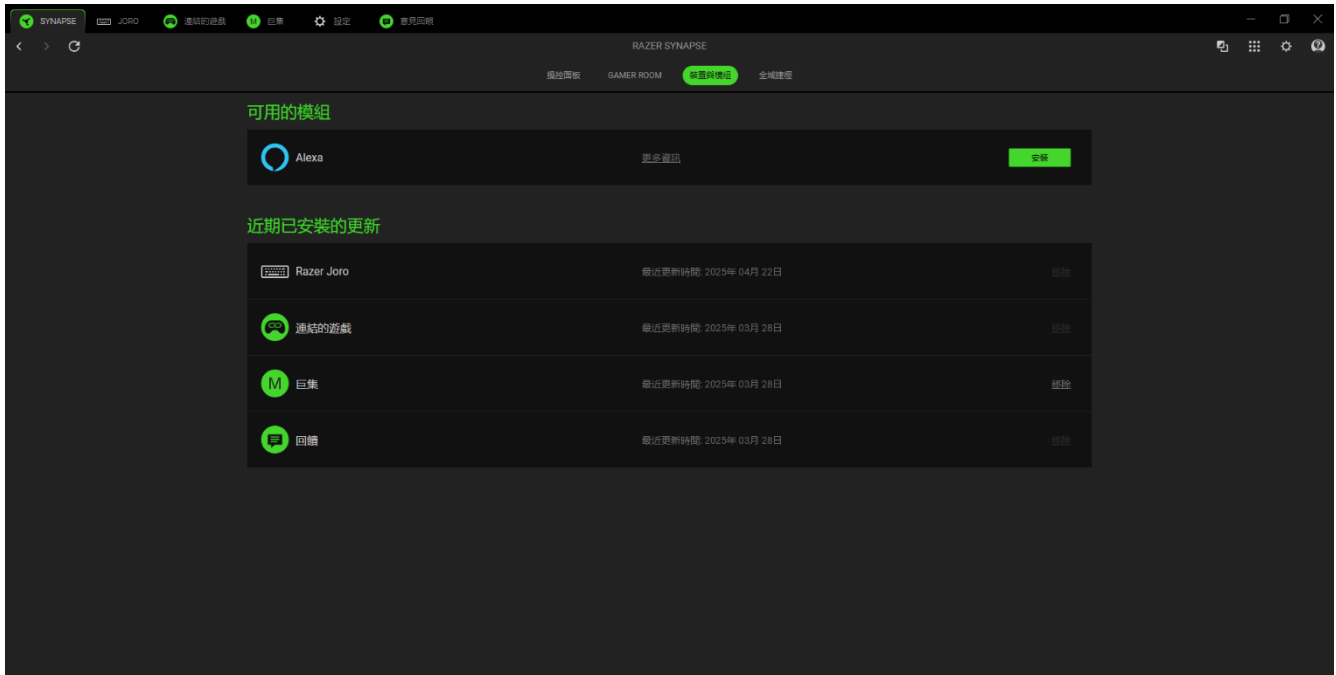 SYNAPSE JORO 連結的遊戲 巨集 設定 意見回饋
RAZER SYNAPSE
操控面板 GAMER ROOM 裝置與模組 全域捷徑
可用的模組
Alexa 更多資訊 安裝
近期已安裝的更新
Razer Joro 最近更新時間: 2025年 04月 22日 移除
連結的遊戲 最近更新時間: 2025年 03月 28日 移除
M 巨集 最近更新時間: 2025年 03月 28日 移除
回饋 最近更新時間: 2025年 03月 28日 移除